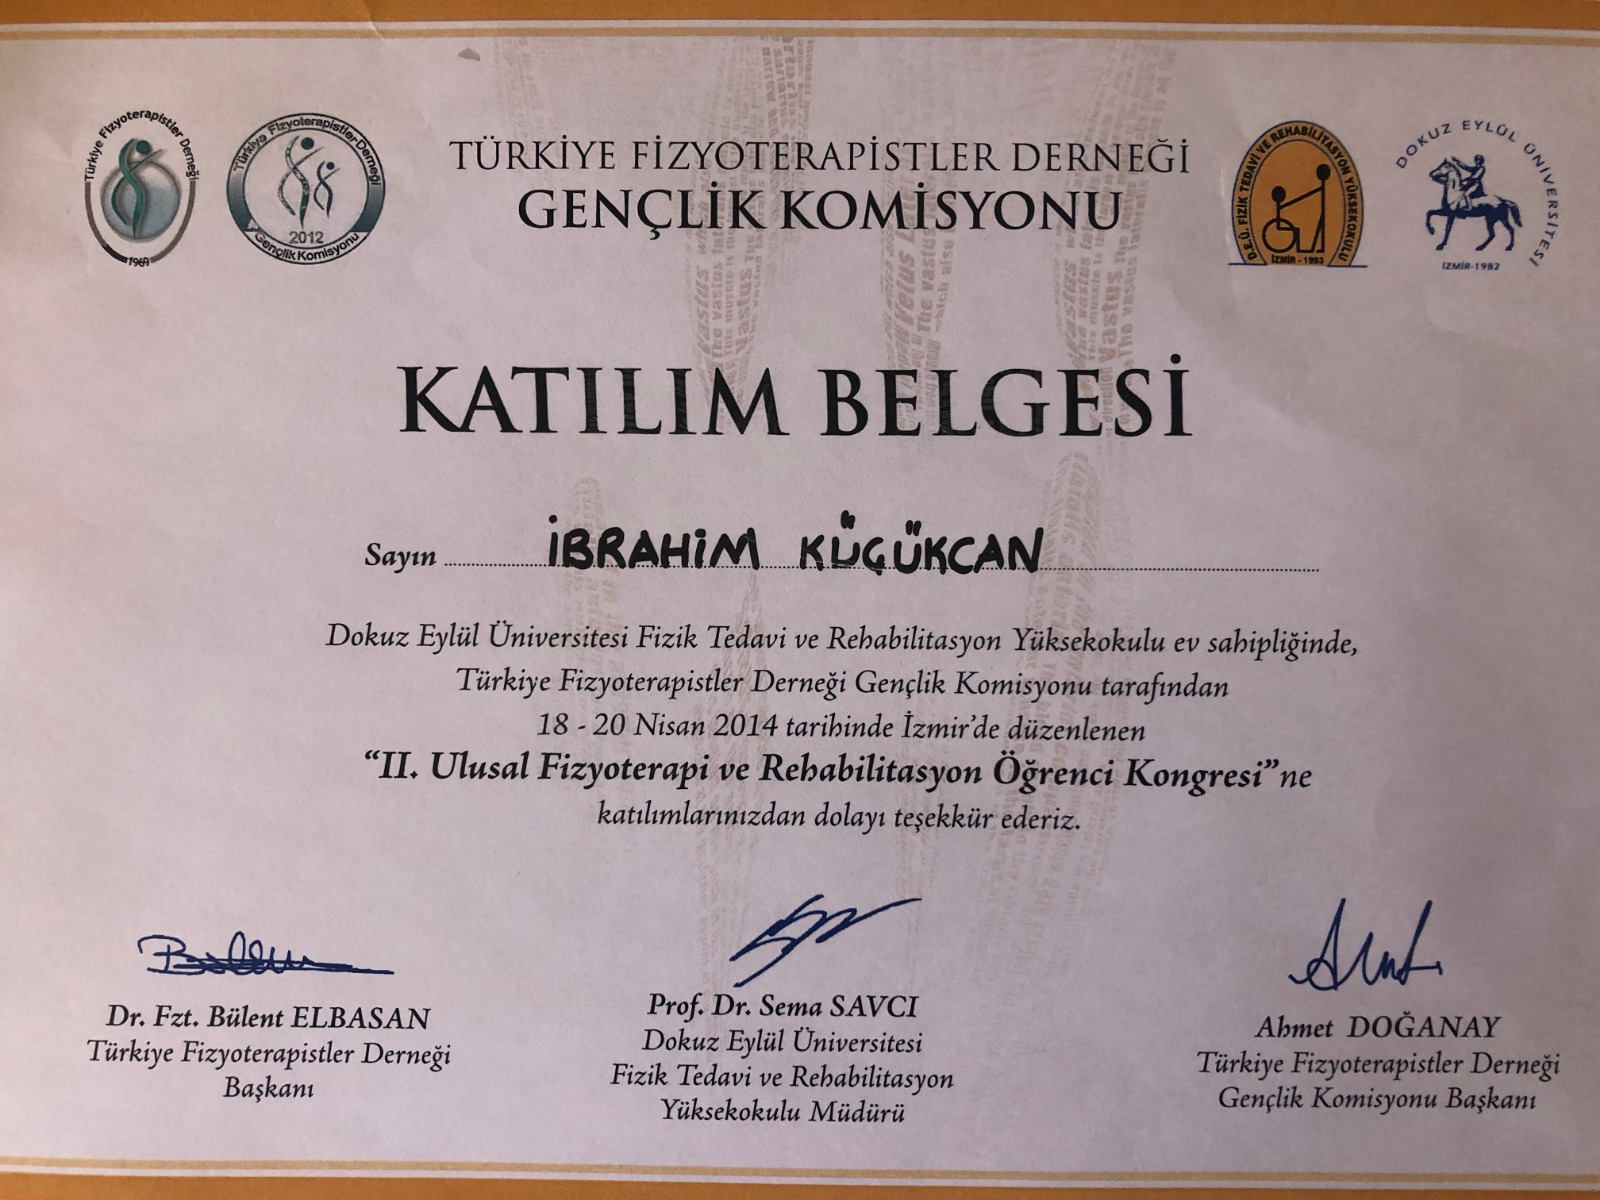 Türkiye Fizyoterapistler Derneği
1969
Türkiye Fizyoterapistler Derneği
2012
Gençlik Komisyonu
TÜRKİYE FİZYOTERAPİSTLER DERNEĞİ
GENÇLİK KOMİSYONU
D.E.Ü. FİZİK TEDAVİ VE REHABİLİTASYON YÜKSEKOKULU
İZMİR - 1993
DOKUZ EYLÜL ÜNİVERSİTESİ
İZMİR-1982
KATILIM BELGESİ
Sayın İBRAHİM KÜÇÜKCAN
Dokuz Eylül Üniversitesi Fizik Tedavi ve Rehabilitasyon Yüksekokulu ev sahipliğinde,
Türkiye Fizyoterapistler Derneği Gençlik Komisyonu tarafından
18 - 20 Nisan 2014 tarihinde İzmir'de düzenlenen
“II. Ulusal Fizyoterapi ve Rehabilitasyon Öğrenci Kongresi”ne
katılımlarınızdan dolayı teşekkür ederiz.
Dr. Fzt. Bülent ELBASAN
Türkiye Fizyoterapistler Derneği
Başkanı
Prof. Dr. Sema SAVCI
Dokuz Eylül Üniversitesi
Fizik Tedavi ve Rehabilitasyon
Yüksekokulu Müdürü
Ahmet DOĞANAY
Türkiye Fizyoterapistler Derneği
Gençlik Komisyonu Başkanı